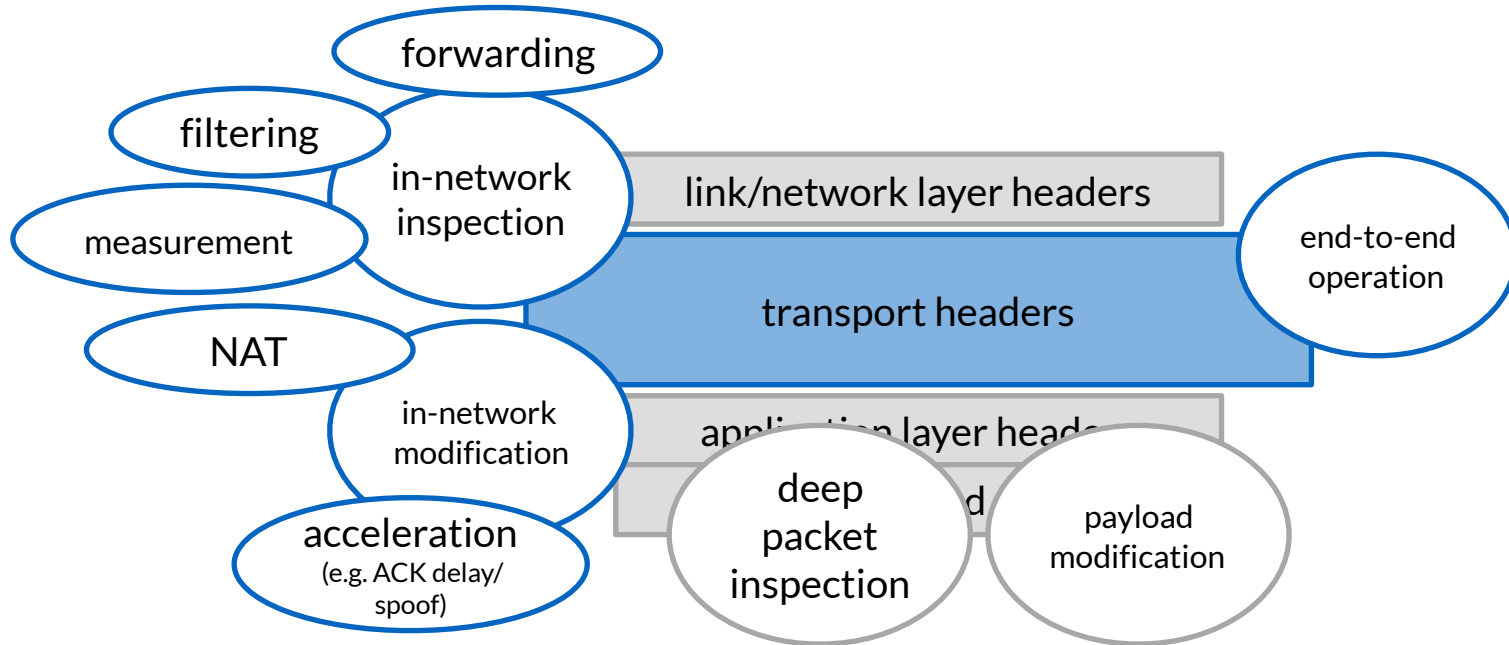 forwarding
filtering
in-network
inspection
link/network layer headers
measurement
end-to-end
operation
transport headers
NAT
in-network
modification
layer
deep
packet
inspection
payload
modification
acceleration
(e.g. ACK delay/
spoof)